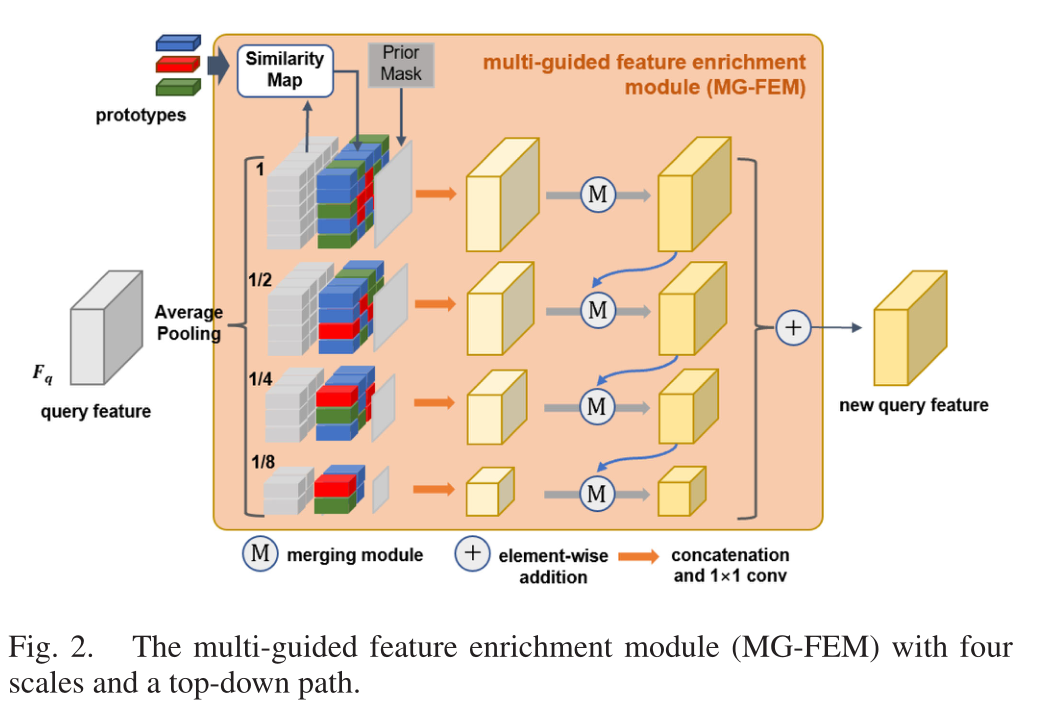 prototypes
Similarity
Map
Prior
Mask
multi-guided feature enrichment
module (MG-FEM)
1
1/2
1/4
1/8
Average
Pooling
F_q
query feature
M
M
M
M
+
new query feature
M merging module
+ element-wise
addition
concatenation
and 1×1 conv
Fig. 2. The multi-guided feature enrichment module (MG-FEM) with four
scales and a top-down path.